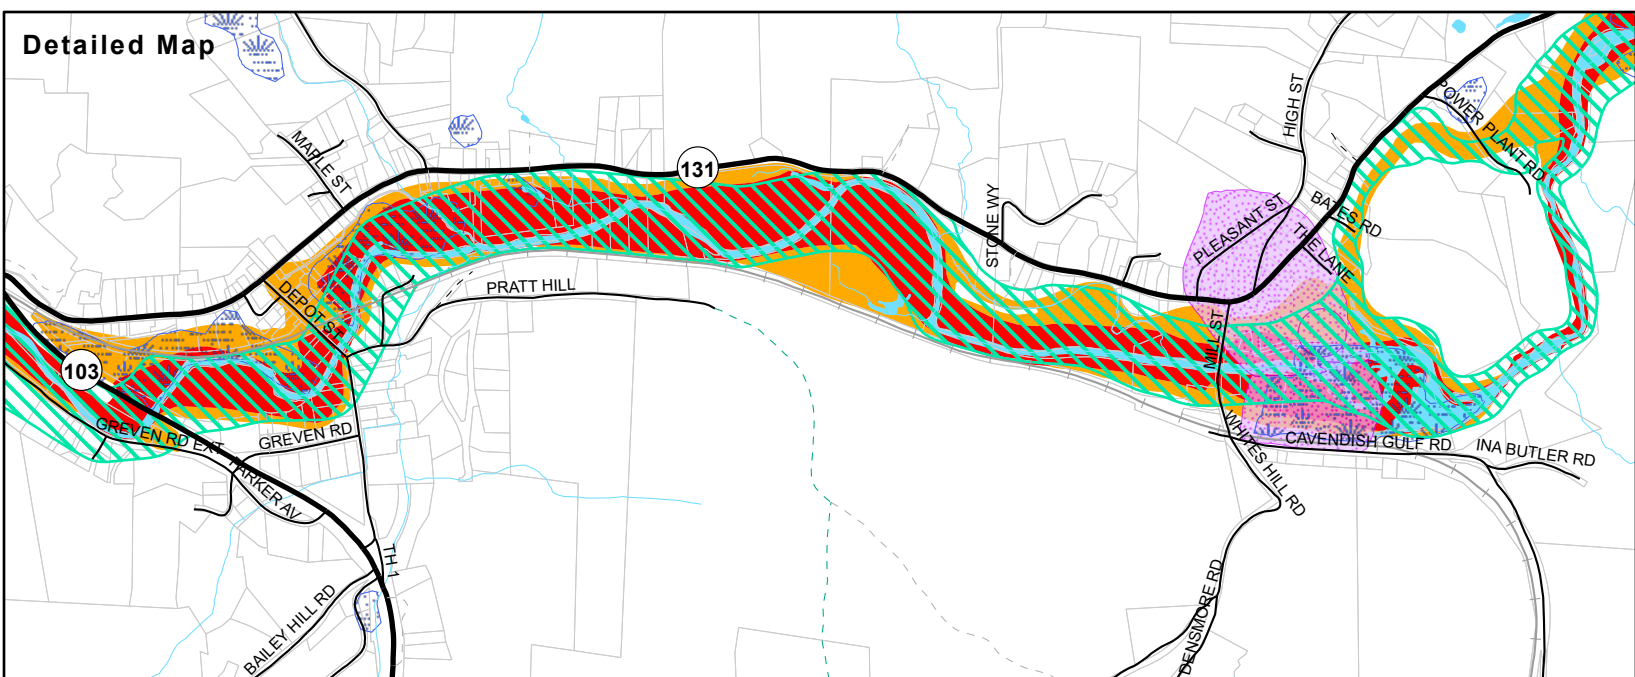 Detailed Map
MAPLE ST
131
HIGH ST
POWER PLANT RD
STONE WY
PLEASANT ST
BATES RD
THE LANE
DEPOT ST
PRATT HILL
MILL ST
103
GREVEN RD EXT
GREVEN RD
PARKER AV
WHITES HILL RD
CAVENDISH GULF RD
INA BUTLER RD
TH 1
BAILEY HILL RD
DENSMORE RD